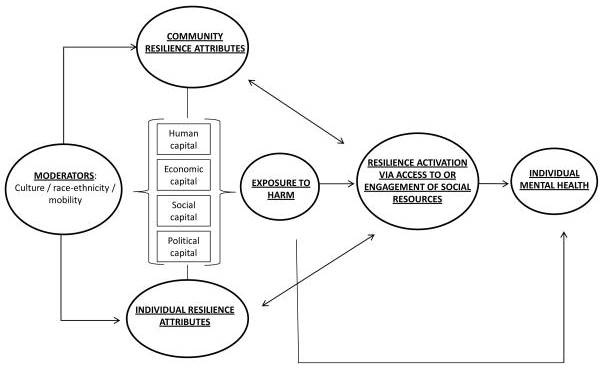 COMMUNITY
RESILIENCE ATTRIBUTES
MODERATORS:
Culture / race-ethnicity /
mobility
Human
capital
Economic
capital
Social
capital
Political
capital
EXPOSURE TO
HARM
RESILIENCE ACTIVATION
VIA ACCESS TO OR
ENGAGEMENT OF SOCIAL
RESOURCES
INDIVIDUAL
MENTAL HEALTH
INDIVIDUAL RESILIENCE
ATTRIBUTES